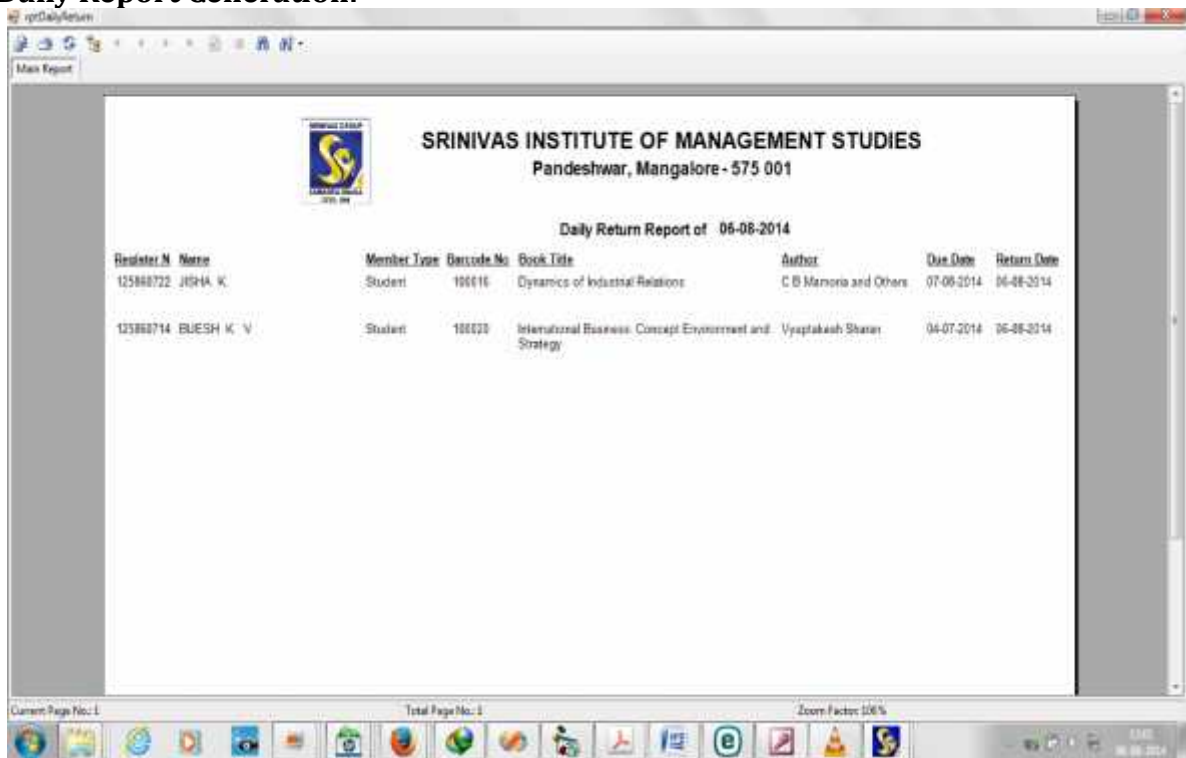 Daily Report Generation:
rptDailyReturn
Main Report
SRINIVAS INSTITUTE OF MANAGEMENT STUDIES
Pandeshwar, Mangalore - 575 001
Daily Return Report of 06-08-2014
Register N Name Member Type Barcode No Book Title Author Due Date Return Date
JISHA K Student Dynamics of Industrial Relations C B Mamoria and Others 07-08-2014 06-08-2014
K V Student International Business: Concept Environment and Vyuptakesh Sharan 04-07-2014 06-08-2014
Strategy
Current Page No.: 1 Total Page No.: 1 Zoom Factor: 100%